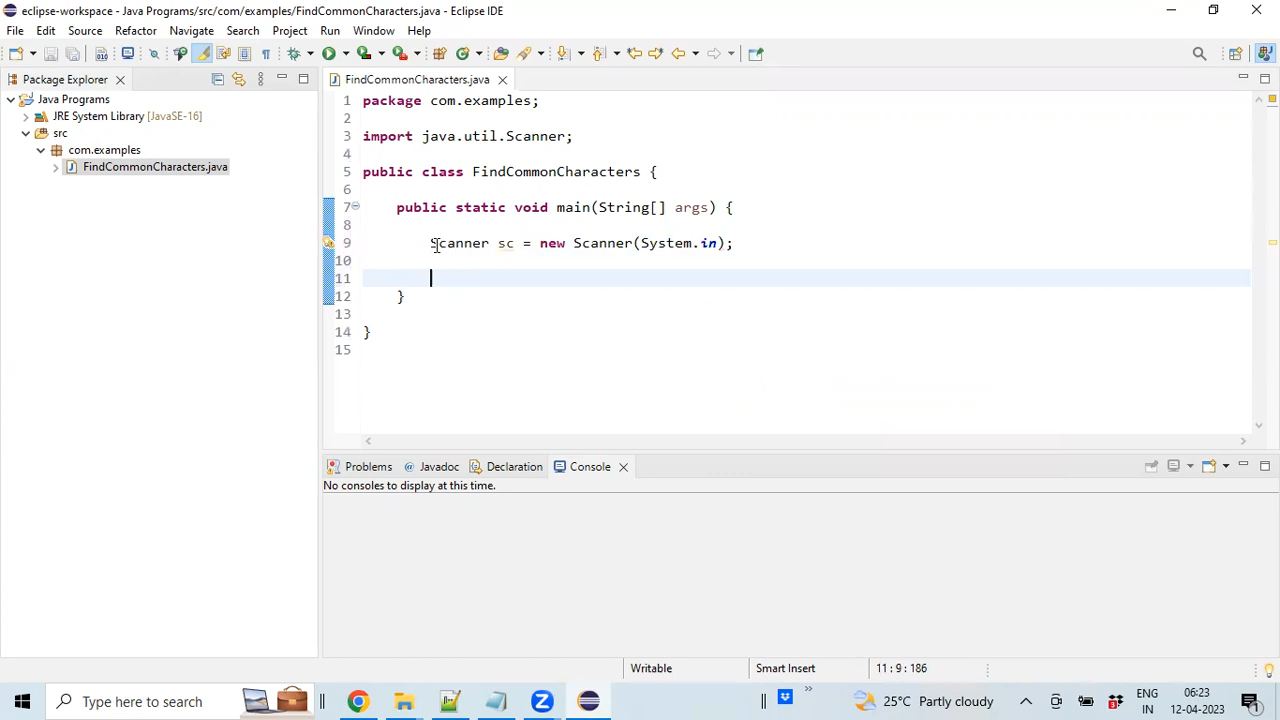 eclipse-workspace - Java Programs/src/com/examples/FindCommonCharacters.java - Eclipse IDE
File Edit Source Refactor Navigate Search Project Run Window Help
Package Explorer
FindCommonCharacters.java
Java Programs
JRE System Library [JavaSE-16]
src
com.examples
FindCommonCharacters.java
1 package com.examples;
2
3 import java.util.Scanner;
4
5 public class FindCommonCharacters {
6
7 public static void main(String[] args) {
8
9 Scanner sc = new Scanner(System.in);
10
11
12 }
13
14 }
15
Problems @ Javadoc Declaration Console
No consoles to display at this time.
Writable Smart Insert 11 : 9 : 186
Type here to search
25°C Partly cloudy
ENG
IN
06:23
12-04-2023
1